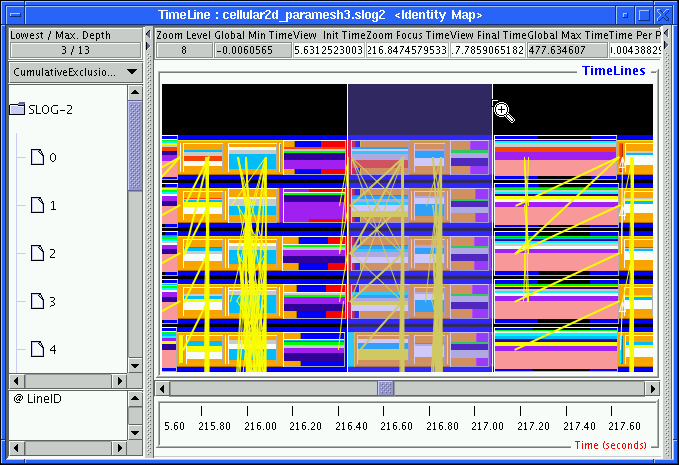 TimeLine : cellular2d_paramesh3.slog2 <Identity Map>
Lowest / Max. Depth
3 / 13
Zoom Level Global Min Time View Init Time Zoom Focus Time View Final Time Global Max Time Time Per P
8 -0.0060565 5.6312523003 216.8474579533 .7.7859065182 477.634607 0.0043882
CumulativeExclusio...
TimeLines
SLOG-2
0
1
2
3
4
@ LineID
5.60 215.80 216.00 216.20 216.40 216.60 216.80 217.00 217.20 217.40 217.60
Time (seconds)